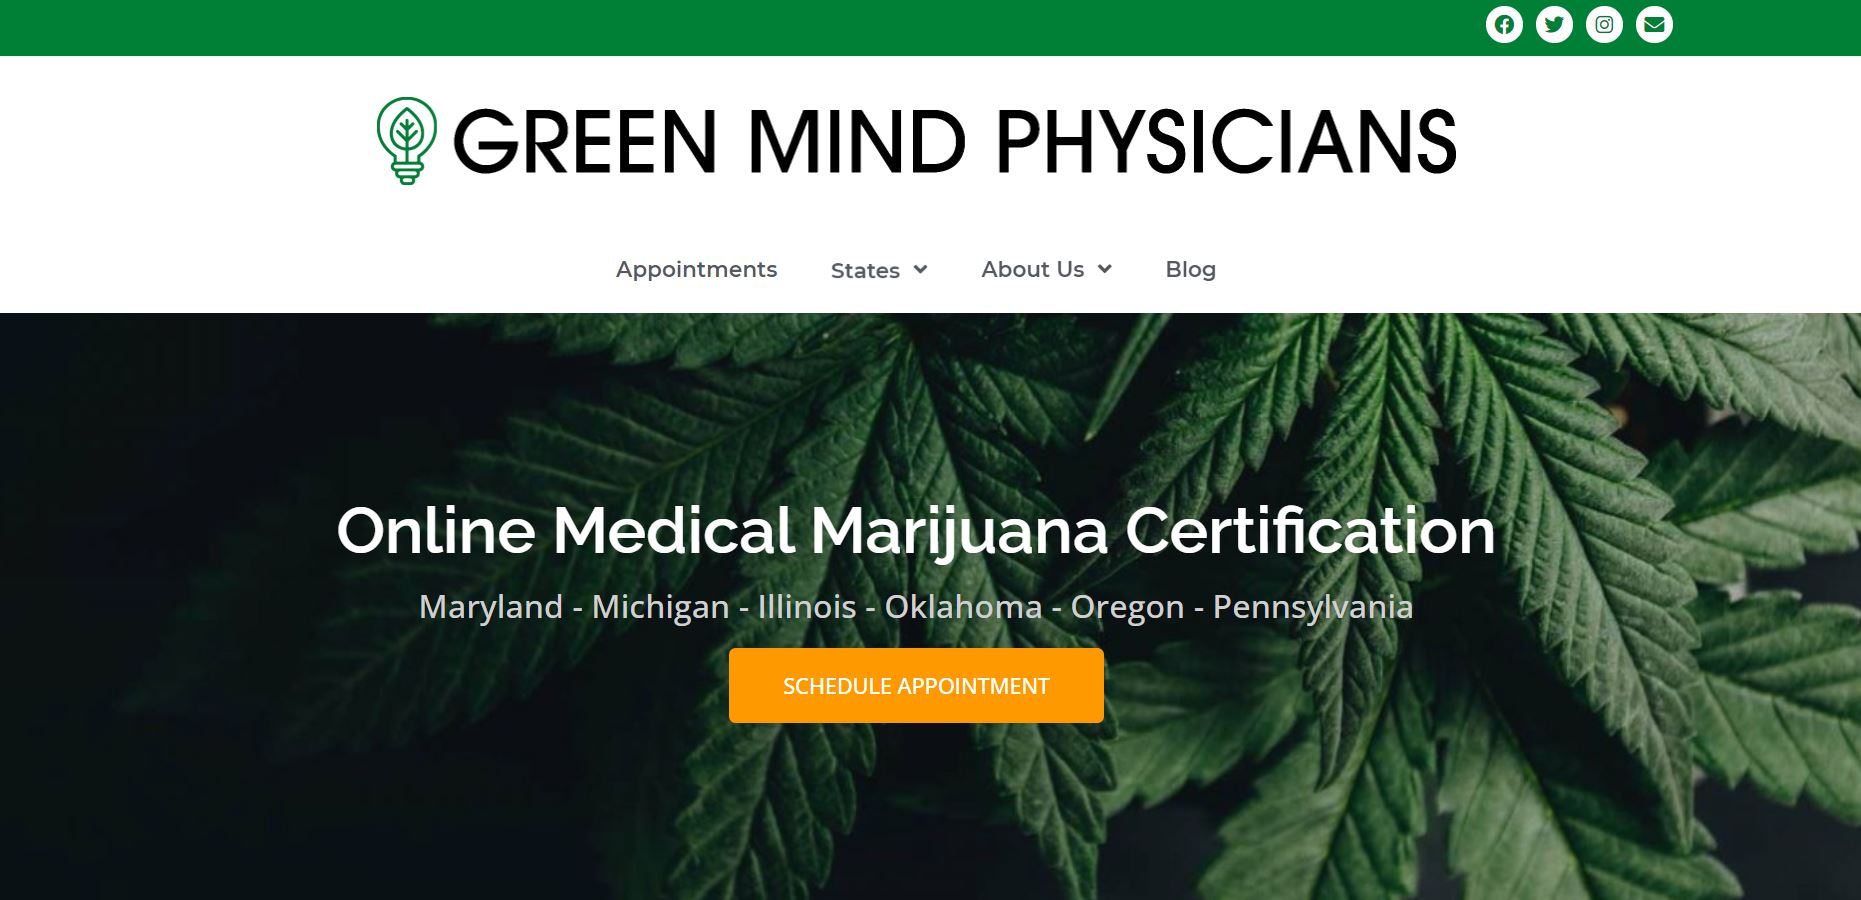 GREEN MIND PHYSICIANS
Appointments States About Us Blog
Online Medical Marijuana Certification
Maryland - Michigan - Illinois - Oklahoma - Oregon - Pennsylvania
SCHEDULE APPOINTMENT